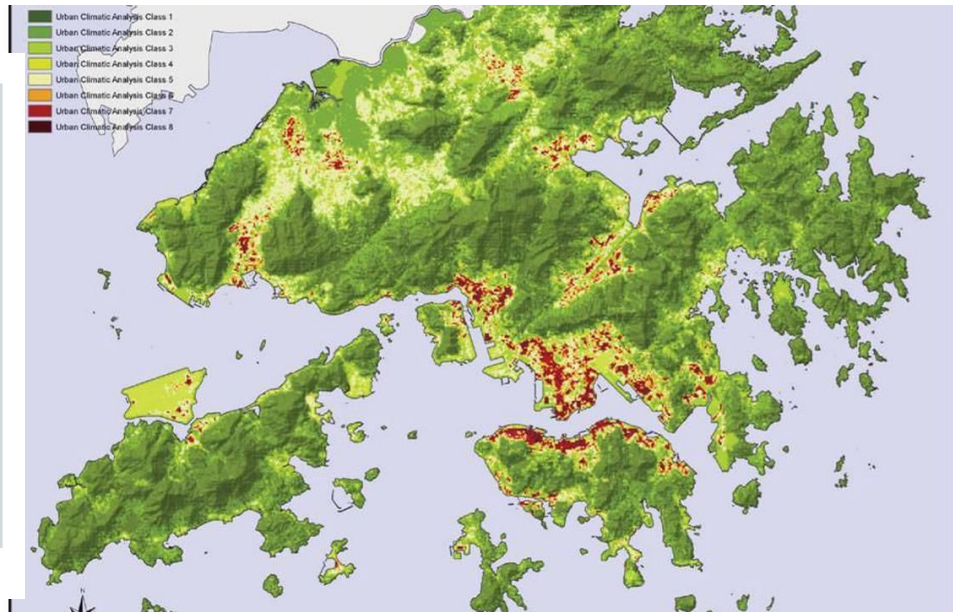 Urban Climatic Analysis Class 1
Urban Climatic Analysis Class 2
Urban Climatic Analysis Class 3
Urban Climatic Analysis Class 4
Urban Climatic Analysis Class 5
Urban Climatic Analysis Class 6
Urban Climatic Analysis Class 7
Urban Climatic Analysis Class 8
N